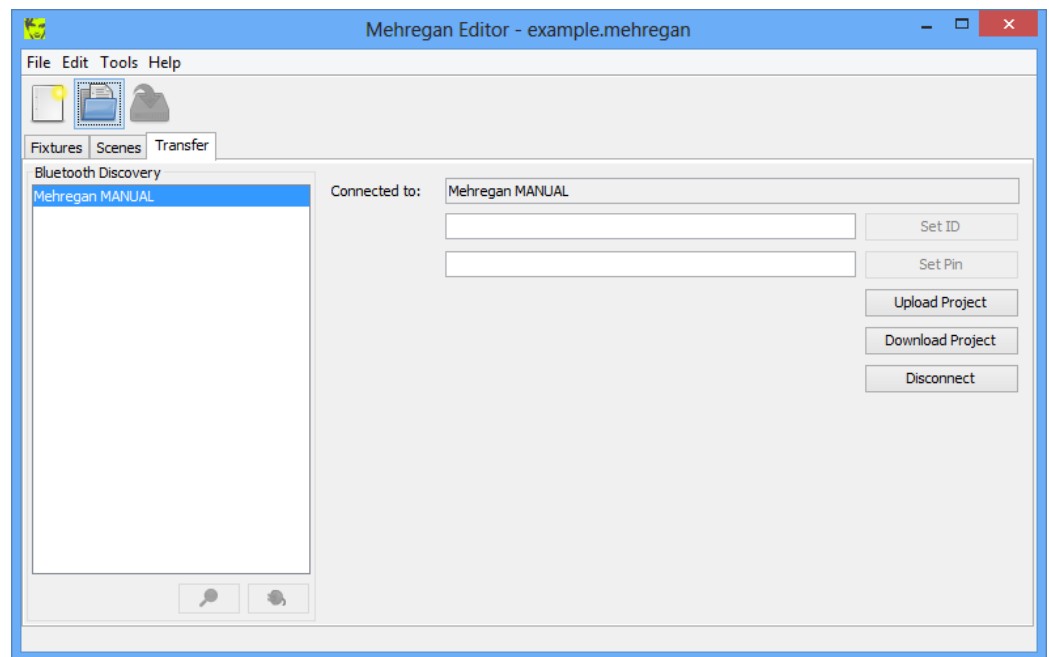 Mehregan Editor - example.mehregan
File Edit Tools Help
Fixtures Scenes Transfer
Bluetooth Discovery
Mehregan MANUAL
Connected to: Mehregan MANUAL
Set ID
Set Pin
Upload Project
Download Project
Disconnect